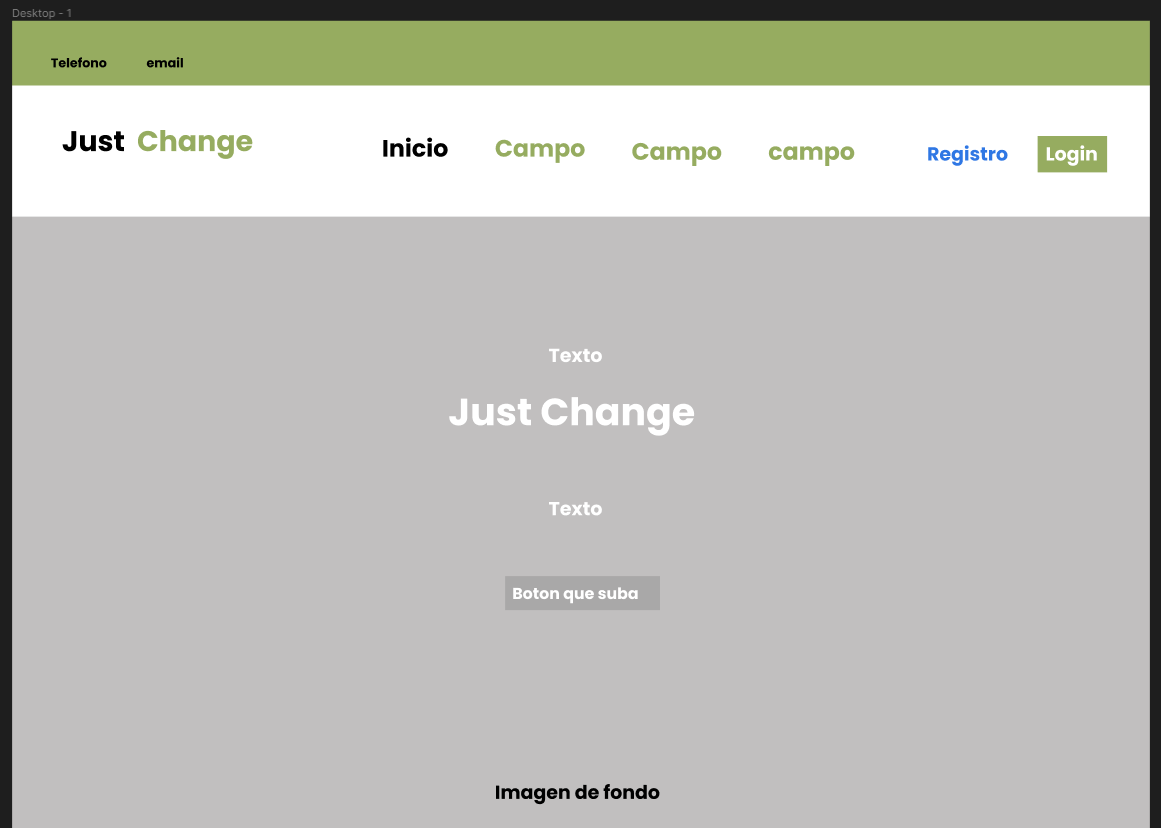 Desktop - 1
Telefono email
Just Change Inicio Campo Campo campo Registro Login
Texto
Just Change
Texto
Boton que suba
Imagen de fondo